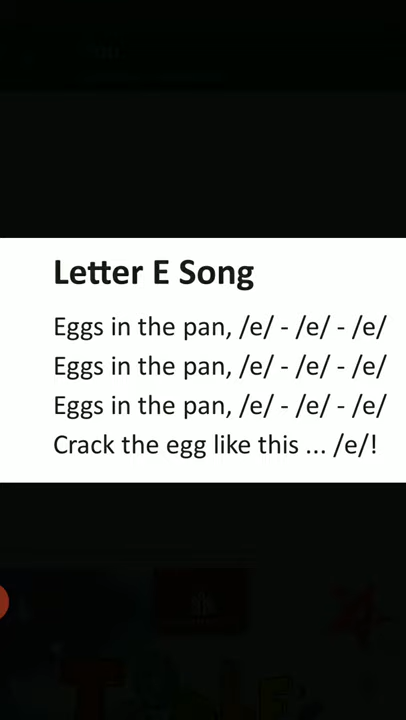 Letter E Song
Eggs in the pan, /e/ - /e/ - /e/
Eggs in the pan, /e/ - /e/ - /e/
Eggs in the pan, /e/ - /e/ - /e/
Crack the egg like this ... /e/!